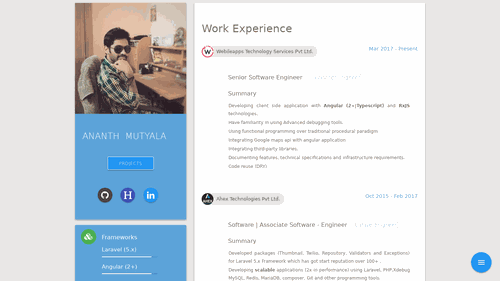 ANANTH MUTYALA
PROJECTS
Frameworks
Laravel (5.x)
Angular (2+)
Work Experience
Webileapps Technology Services Pvt Ltd.
Mar 2017 - Present
Senior Software Engineer
Summary
Developing client side application with Angular (2+)(Typescript) and RxJS
technologies.
Have familiarity in using Advanced debugging tools.
Using functional programming over traditional procedural paradigm.
Integrating Google maps api with angular application
Integrating third-party libraries.
Documenting features, technical specifications and infrastructure requirements.
Code reuse (DRY)
Ahex Technologies Pvt Ltd.
Oct 2015 - Feb 2017
Software | Associate Software - Engineer
Summary
Developed packages (Thumbnail, Twilio, Repository, Validators and Exceptions)
for Laravel 5.x framework which has got start reputation over 100+ .
Developing scalable applications (2x in performance) using Laravel, PHP,Xdebug
MySQL, Redis, MariaDB, composer, Git and other programming tools.